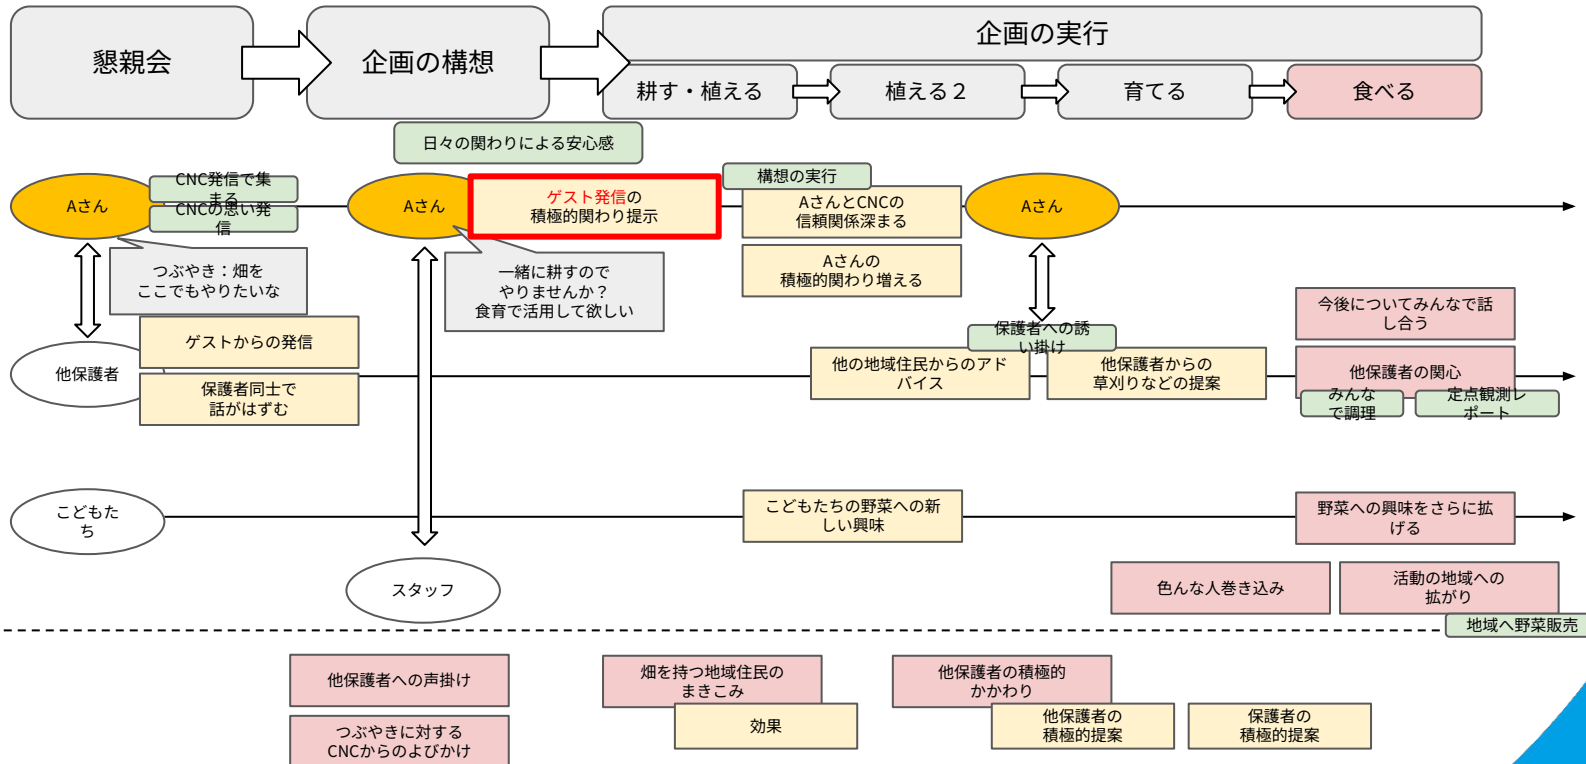 懇親会
企画の構想
企画の実行
耕す・植える
植える２
育てる
食べる
日々の関わりによる安心感
Aさん
CNC発信で集
まる
CNCの思い発
信
Aさん
ゲスト発信の
積極的関わり提示
構想の実行
AさんとCNCの
信頼関係深まる
Aさん
つぶやき：畑を
ここでもやりたいな
一緒に耕すので
やりませんか？
食育で活用して欲しい
Aさんの
積極的関わり増える
他保護者
ゲストからの発信
保護者同士で
話がはずむ
保護者への誘
い掛け
他の地域住民からのアド
バイス
他保護者からの
草刈りなどの提案
今後についてみんなで話
し合う
他保護者の関心
みんな
で調理
定点観測レ
ポート
こどもた
ち
こどもたちの野菜への新
しい興味
野菜への興味をさらに拡
げる
スタッフ
色んな人巻き込み
活動の地域への
拡がり
地域へ野菜販売
他保護者への声掛け
つぶやきに対する
CNCからのよびかけ
畑を持つ地域住民の
まきこみ
効果
他保護者の積極的
かかわり
他保護者の
積極的提案
保護者の
積極的提案